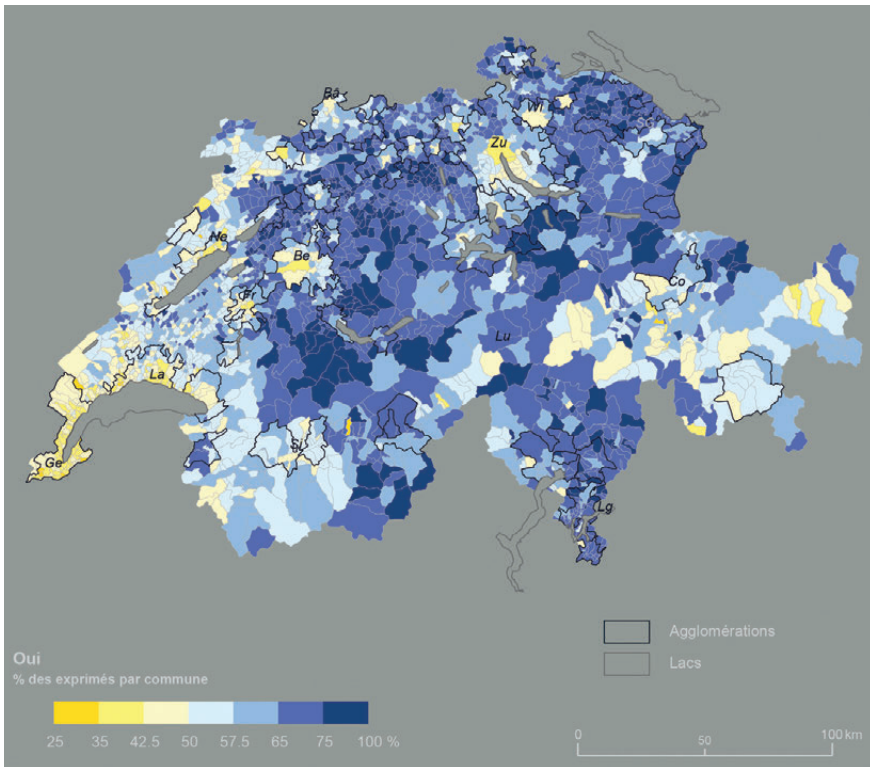 Bâ
Wi
SG
Zu
Ne
Be
Co
Fr
Lu
La
Si
Ge
Lg
Agglomérations
Lacs
Oui
% des exprimés par commune
25 35 42.5 50 57.5 65 75 100 %
0 50 100 km